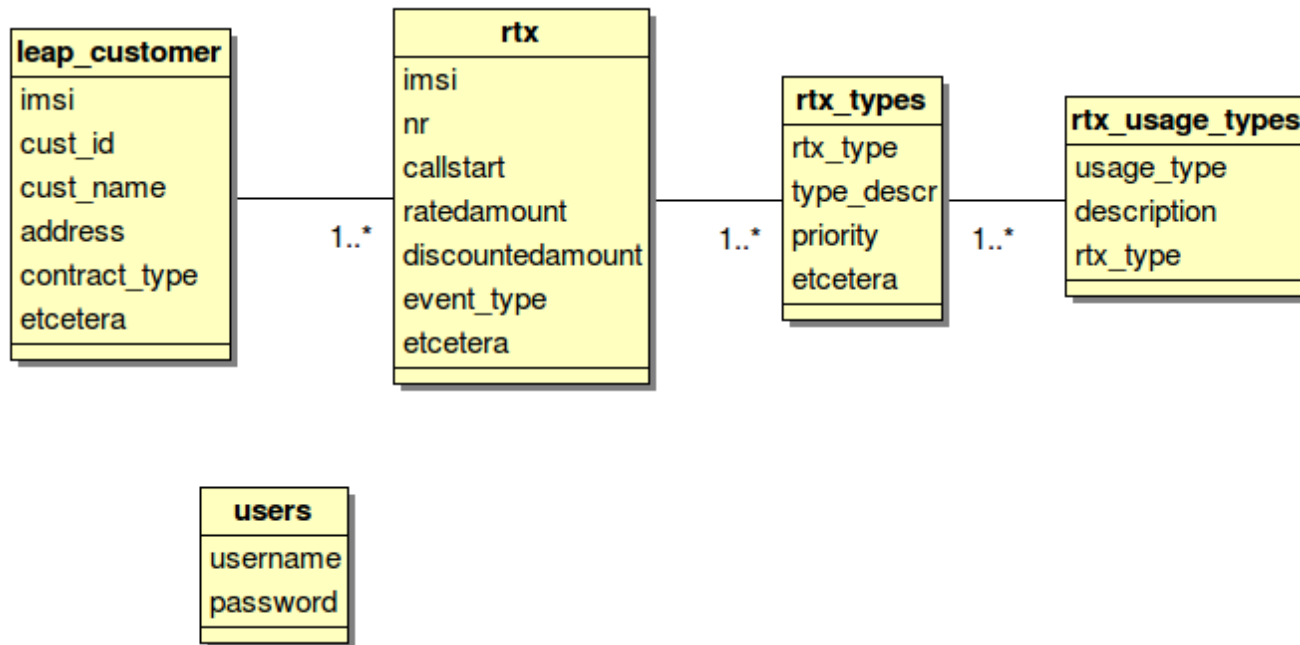 leap_customer
imsi
cust_id
cust_name
address
contract_type
etcetera
1..*
rtx
imsi
nr
callstart
ratedamount
discountedamount
event_type
etcetera
1..*
rtx_types
rtx_type
type_descr
priority
etcetera
1..*
rtx_usage_types
usage_type
description
rtx_type
users
username
password